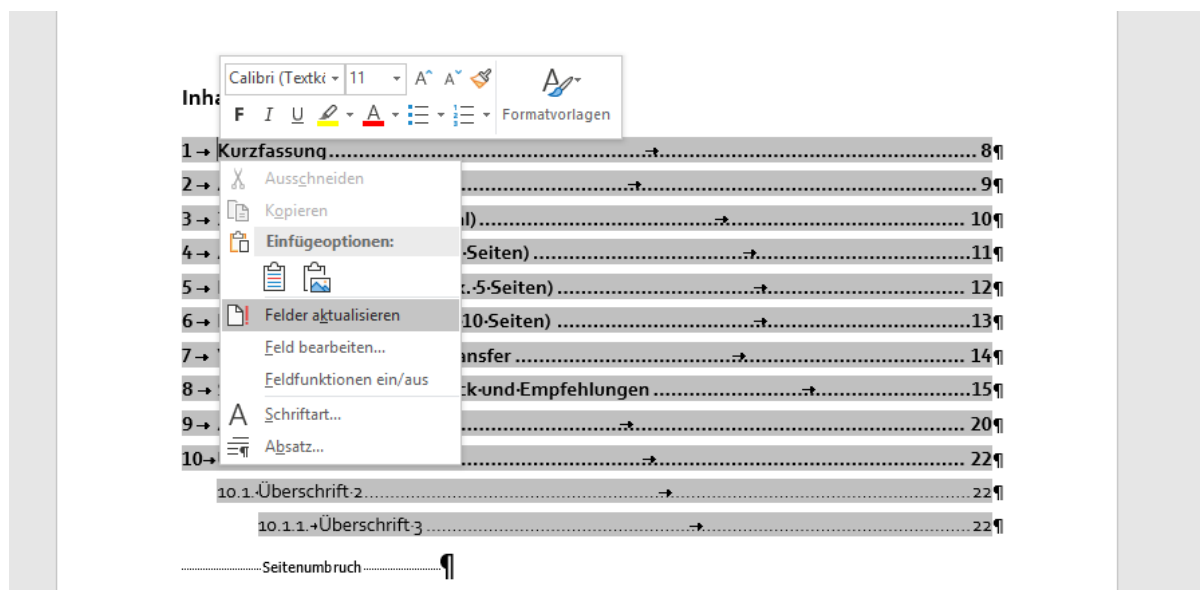 Calibri (Textkö 11 A^ A˅
Inha
F I U A Formatvorlagen
1 → Kurzfassung → 8¶
2 → → 9¶
Ausschneiden
3 → l) → 10¶
Kopieren
4 → ·Seiten) → 11¶
Einfügeoptionen:
5 → .·5·Seiten) → 12¶
6 → 10·Seiten) → 13¶
Felder aktualisieren
7 → ansfer → 14¶
Feld bearbeiten...
8 → ck·und·Empfehlungen → 15¶
Feldfunktionen ein/aus
9 → → 20¶
Schriftart...
10→ → 22¶
Absatz...
10.1.·Überschrift·2 → 22¶
10.1.1.→Überschrift·3 → 22¶
Seitenumbruch ¶